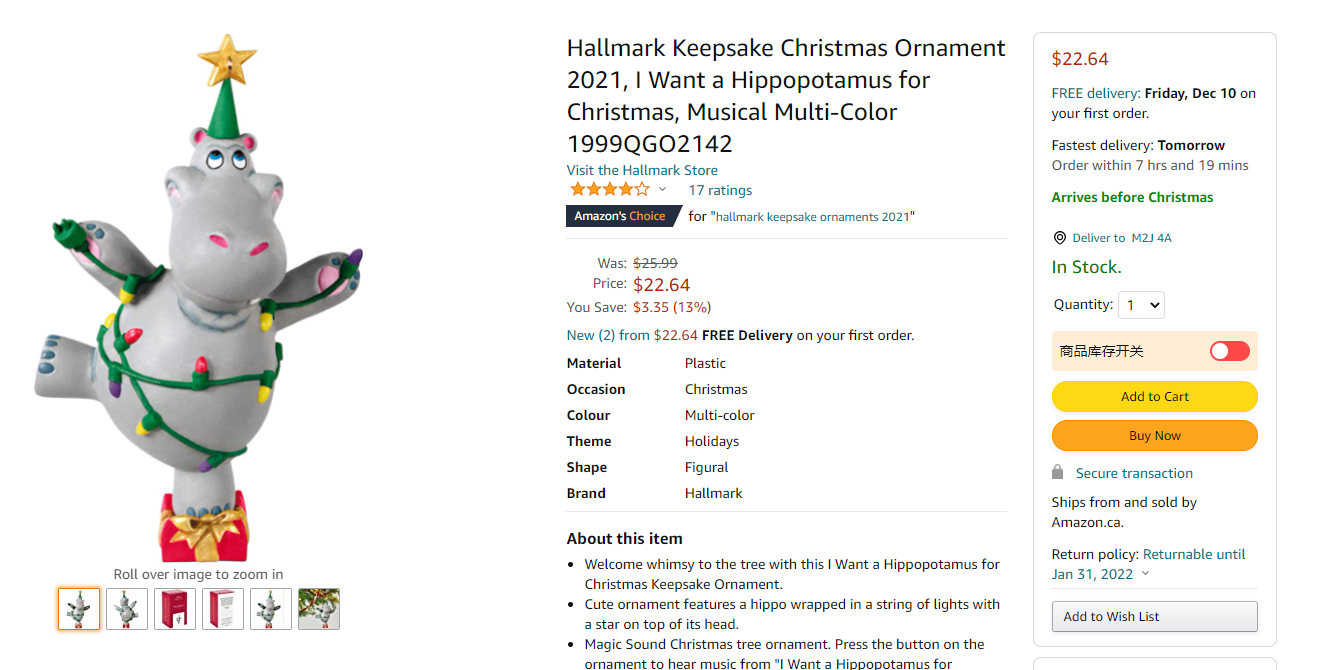 Hallmark Keepsake Christmas Ornament
2021, I Want a Hippopotamus for
Christmas, Musical Multi-Color
1999QGO2142
Visit the Hallmark Store
17 ratings
Amazon's Choice for "hallmark keepsake ornaments 2021"
Was: $25.99
Price: $22.64
You Save: $3.35 (13%)
New (2) from $22.64 FREE Delivery on your first order.
Material Plastic
Occasion Christmas
Colour Multi-color
Theme Holidays
Shape Figural
Brand Hallmark
About this item
• Welcome whimsy to the tree with this I Want a Hippopotamus for
Christmas Keepsake Ornament.
• Cute ornament features a hippo wrapped in a string of lights with
a star on top of its head.
• Magic Sound Christmas tree ornament. Press the button on the
ornament to hear music from "I Want a Hippopotamus for
Roll over image to zoom in
$22.64
FREE delivery: Friday, Dec 10 on
your first order.
Fastest delivery: Tomorrow
Order within 7 hrs and 19 mins
Arrives before Christmas
Deliver to M2J 4A
In Stock.
Quantity: 1
商品库存开关
Add to Cart
Buy Now
Secure transaction
Ships from and sold by
Amazon.ca.
Return policy: Returnable until
Jan 31, 2022
Add to Wish List